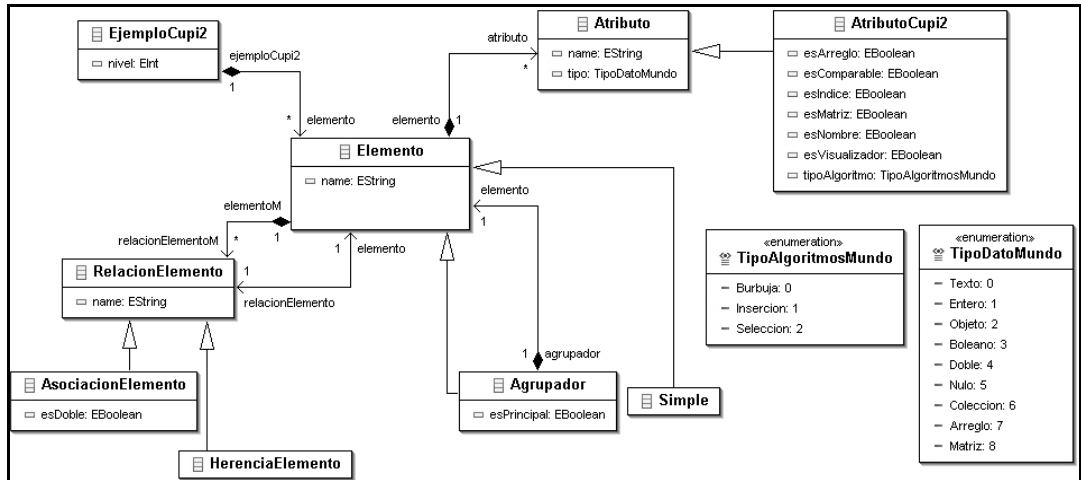 EjemploCupi2
nivel: EInt
ejemploCupi2
1
* elemento
Atributo
name: EString
tipo: TipoDatoMundo
atributo
*
elemento 1
AtributoCupi2
esArreglo: EBoolean
esComparable: EBoolean
esIndice: EBoolean
esMatriz: EBoolean
esNombre: EBoolean
esVisualizador: EBoolean
tipoAlgoritmo: TipoAlgoritmosMundo
Elemento
name: EString
elementoM
1
relacionElementoM
*
1 elemento
elemento
1
RelacionElemento
name: EString
1
relacionElemento
«enumeration»
TipoAlgoritmosMundo
Burbuja: 0
Insercion: 1
Seleccion: 2
«enumeration»
TipoDatoMundo
Texto: 0
Entero: 1
Objeto: 2
Boleano: 3
Doble: 4
Nulo: 5
Coleccion: 6
Arreglo: 7
Matriz: 8
AsociacionElemento
esDoble: EBoolean
HerenciaElemento
1 agrupador
Agrupador
esPrincipal: EBoolean
Simple